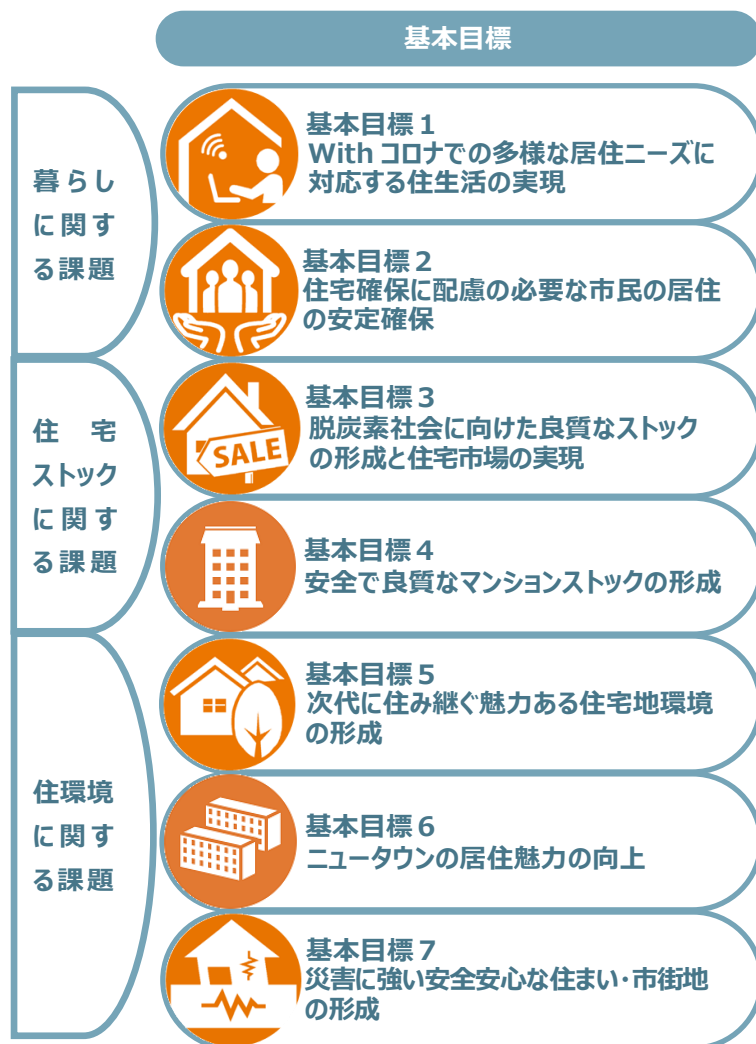 基本目標
暮らし
に関す
る課題
基本目標1
Withコロナでの多様な居住ニーズに
対応する住生活の実現
基本目標2
住宅確保に配慮の必要な市民の居住
の安定確保
住宅
ストック
に関す
る課題
基本目標3
脱炭素社会に向けた良質なストック
の形成と住宅市場の実現
SALE
基本目標4
安全で良質なマンションストックの形成
住環境
に関す
る課題
基本目標5
次代に住み継ぐ魅力ある住宅地環境
の形成
基本目標6
ニュータウンの居住魅力の向上
基本目標7
災害に強い安全安心な住まい・市街地
の形成